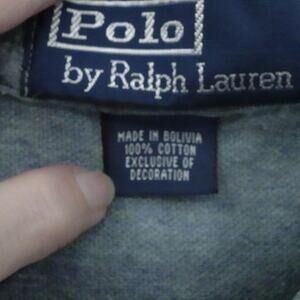 Polo
by Ralph Lauren
MADE IN BOLIVIA
100% COTTON
EXCLUSIVE OF
DECORATION